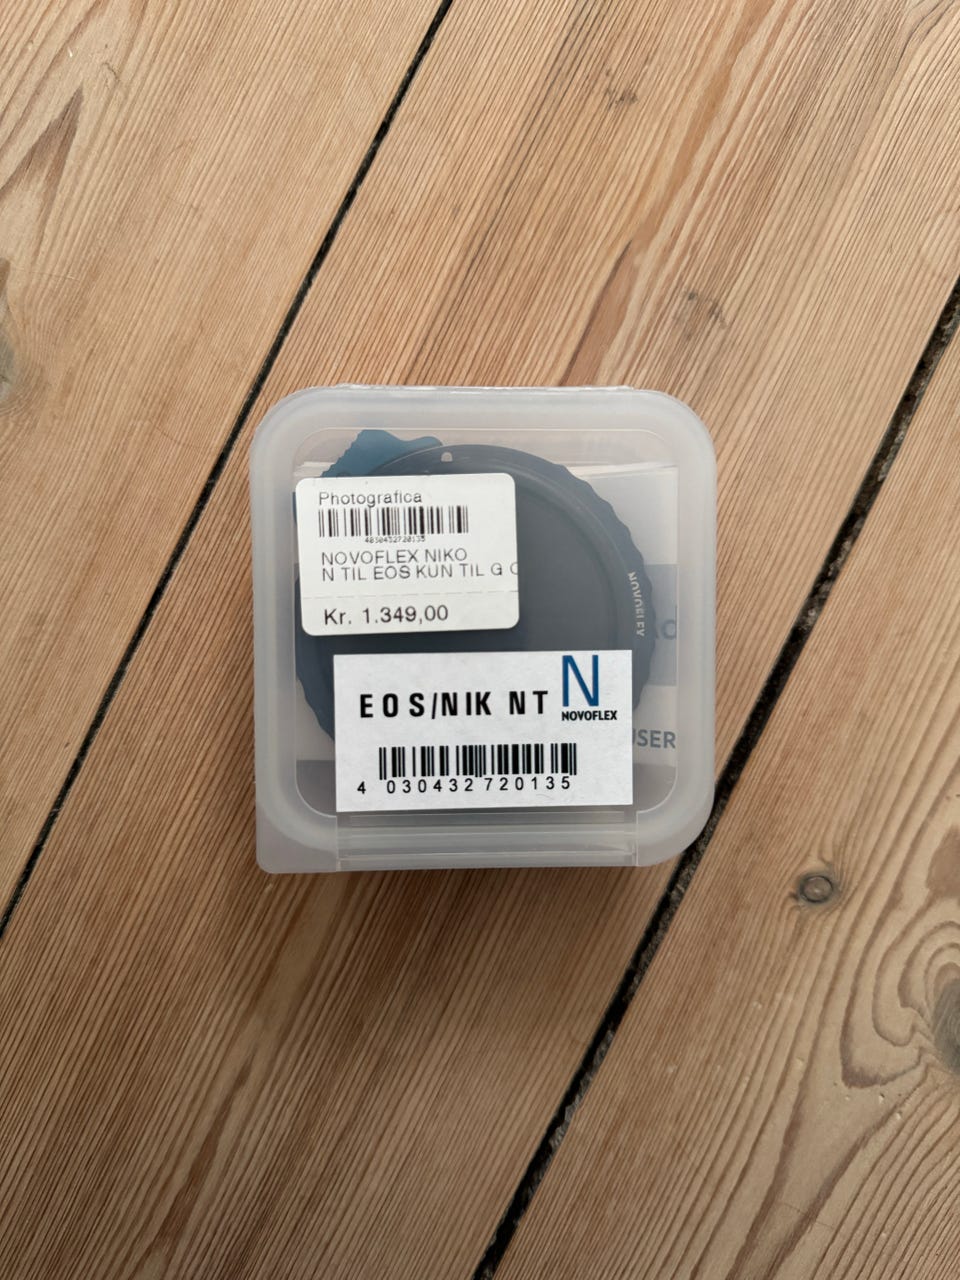 Photografica
4030432720135
NOVOFLEX NIKO
N TIL EOS KUN TIL G
Kr. 1.349,00
NOVOFLEX
EOS/NIK NT
N
NOVOFLEX
4 030432 720135